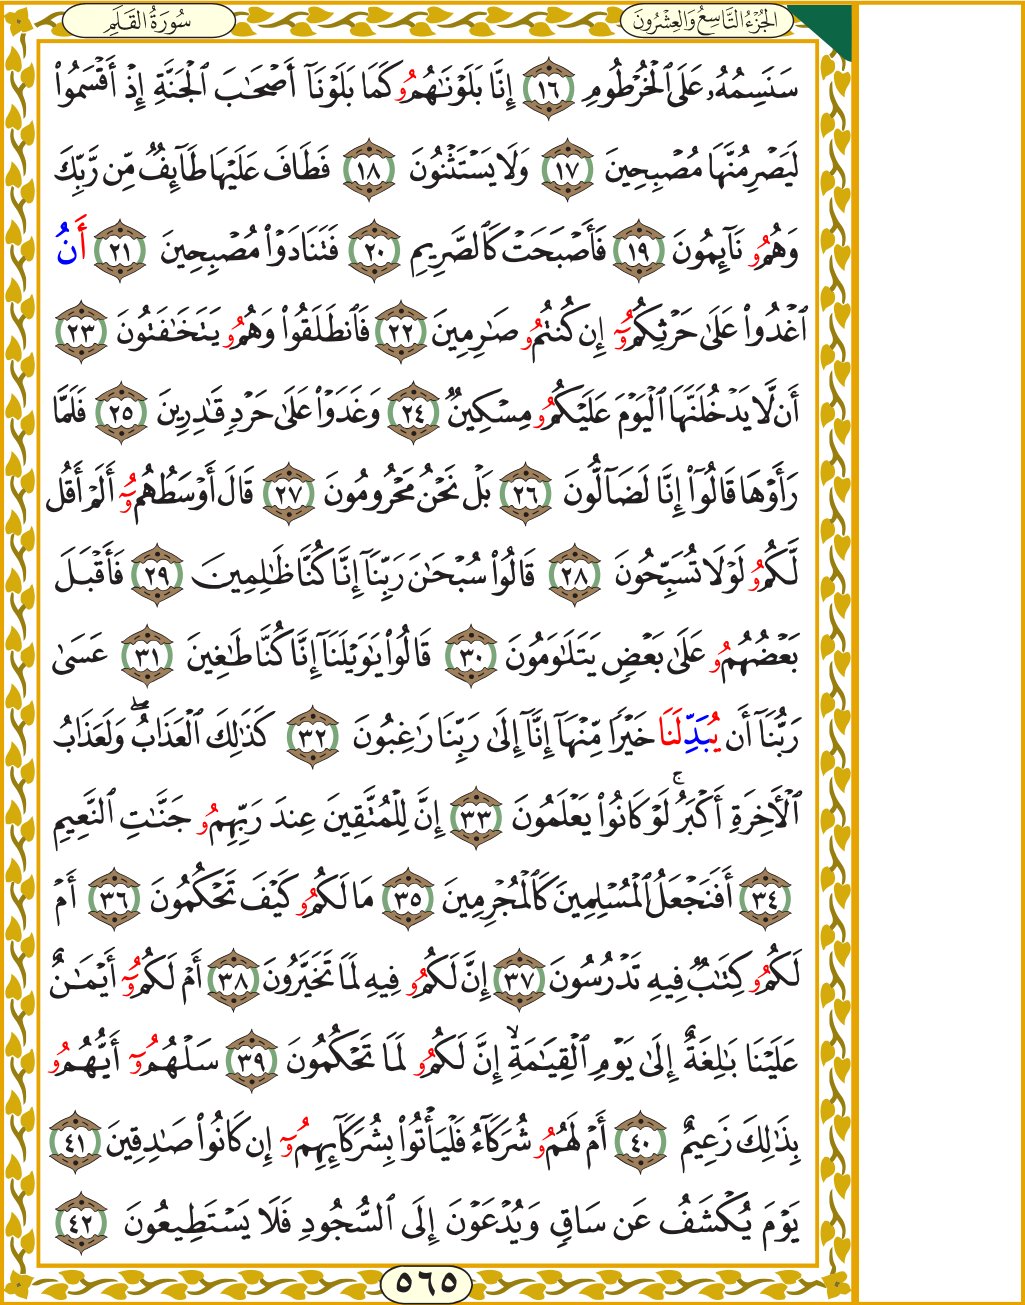 الجُزْءُ التَّاسِعُ وَالعِشْرُونَ
سُورَةُ القَلَمِ
سَنَسِمُهُۥ عَلَى ٱلْخُرْطُومِ ١٦ إِنَّا بَلَوْنَٰهُمُۥ كَمَا بَلَوْنَآ أَصْحَٰبَ ٱلْجَنَّةِ إِذْ أَقْسَمُوا۟
لَيَصْرِمُنَّهَا مُصْبِحِينَ ١٧ وَلَا يَسْتَثْنُونَ ١٨ فَطَافَ عَلَيْهَا طَآئِفٌ مِّن رَّبِّكَ
وَهُمُو نَآئِمُونَ ١٩ فَأَصْبَحَتْ كَٱلصَّرِيمِ ٢٠ فَتَنَادَوْا۟ مُصْبِحِينَ ٢١ أَنُ
ٱغْدُوا۟ عَلَىٰ حَرْثِكُمُوٓ إِن كُنتُمُو صَٰرِمِينَ ٢٢ فَٱنطَلَقُوا۟ وَهُمُو يَتَخَٰفَتُونَ ٢٣
أَن لَّا يَدْخُلَنَّهَا ٱلْيَوْمَ عَلَيْكُمُو مِسْكِينٌ ٢٤ وَغَدَوْا۟ عَلَىٰ حَرْدٍ قَٰدِرِينَ ٢٥ فَلَمَّا
رَأَوْهَا قَالُوٓا۟ إِنَّا لَضَآلُّونَ ٢٦ بَلْ نَحْنُ مَحْرُومُونَ ٢٧ قَالَ أَوْسَطُهُمُوٓ أَلَمْ أَقُل
لَّكُمُو لَوْلَا تُسَبِّحُونَ ٢٨ قَالُوا۟ سُبْحَٰنَ رَبِّنَآ إِنَّا كُنَّا ظَٰلِمِينَ ٢٩ فَأَقْبَلَ
بَعْضُهُمُو عَلَىٰ بَعْضٍ يَتَلَٰوَمُونَ ٣٠ قَالُوا۟ يَٰوَيْلَنَآ إِنَّا كُنَّا طَٰغِينَ ٣١ عَسَىٰ
رَبُّنَآ أَن يُبَدِّلَنَا خَيْرًا مِّنْهَآ إِنَّآ إِلَىٰ رَبِّنَا رَٰغِبُونَ ٣٢ كَذَٰلِكَ ٱلْعَذَابُ ۖ وَلَعَذَابُ
ٱلْأَخِرَةِ أَكْبَرُ ۚ لَوْ كَانُوا۟ يَعْلَمُونَ ٣٣ إِنَّ لِلْمُتَّقِينَ عِندَ رَبِّهِمُو جَنَّٰتِ ٱلنَّعِيمِ
٣٤ أَفَنَجْعَلُ ٱلْمُسْلِمِينَ كَٱلْمُجْرِمِينَ ٣٥ مَا لَكُمُو كَيْفَ تَحْكُمُونَ ٣٦ أَمْ
لَكُمُو كِتَٰبٌ فِيهِ تَدْرُسُونَ ٣٧ إِنَّ لَكُمُو فِيهِ لَمَا تَخَيَّرُونَ ٣٨ أَمْ لَكُمُوٓ أَيْمَٰنٌ
عَلَيْنَا بَٰلِغَةٌ إِلَىٰ يَوْمِ ٱلْقِيَٰمَةِ ۙ إِنَّ لَكُمُو لَمَا تَحْكُمُونَ ٣٩ سَلْهُمُوٓ أَيُّهُمُو
بِذَٰلِكَ زَعِيمٌ ٤٠ أَمْ لَهُمُو شُرَكَآءُ فَلْيَأْتُوا۟ بِشُرَكَآئِهِمُوٓ إِن كَانُوا۟ صَٰدِقِينَ ٤١
يَوْمَ يُكْشَفُ عَن سَاقٍ وَيُدْعَوْنَ إِلَى ٱلسُّجُودِ فَلَا يَسْتَطِيعُونَ ٤٢
٥٦٥